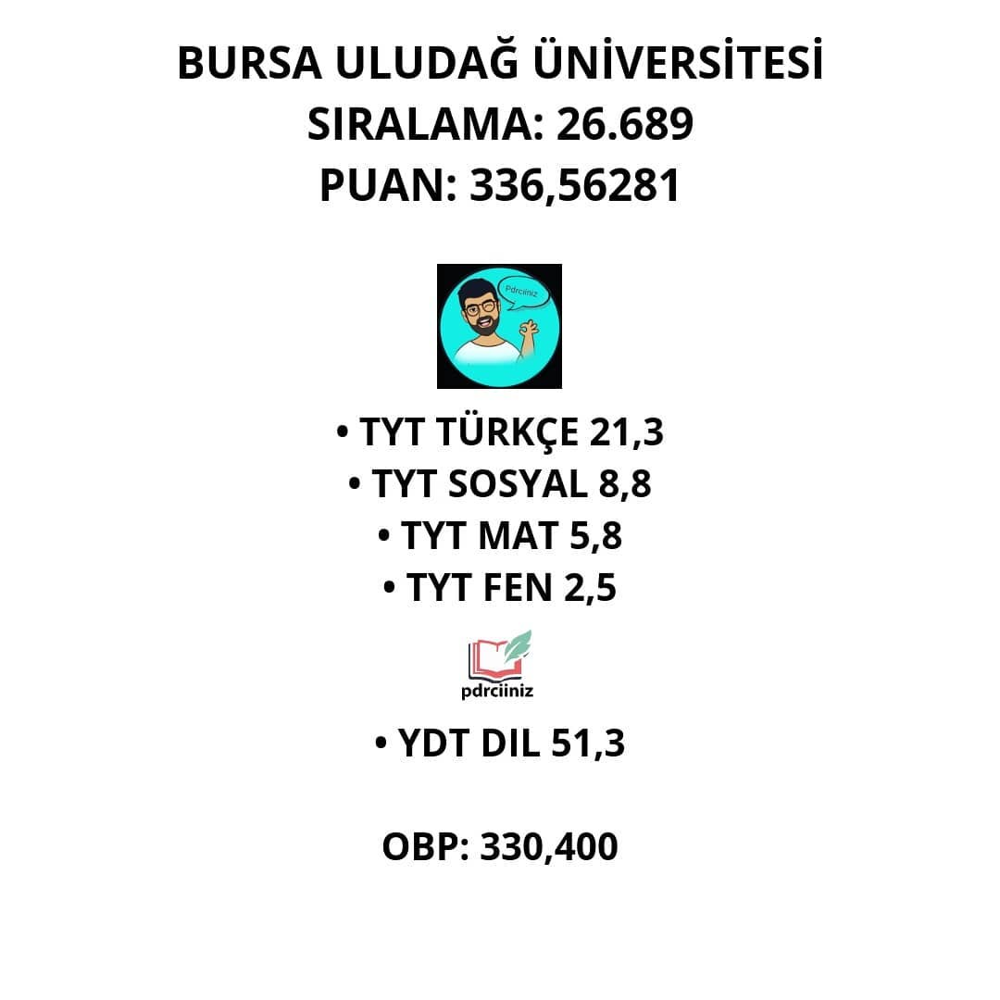 BURSA ULUDAĞ ÜNİVERSİTESİ
SIRALAMA: 26.689
PUAN: 336,56281
Pdrciiniz
• TYT TÜRKÇE 21,3
• TYT SOSYAL 8,8
• TYT MAT 5,8
• TYT FEN 2,5
pdrciiniz
• YDT DIL 51,3
OBP: 330,400